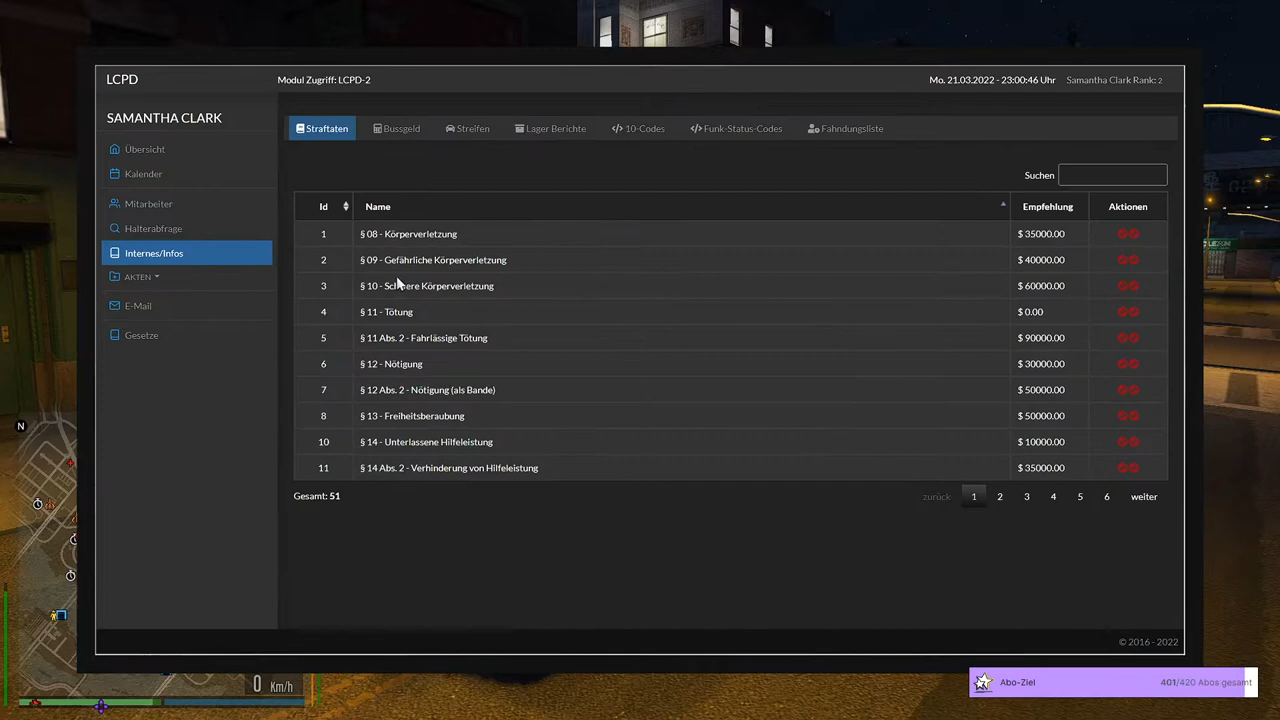 LCPD
Modul Zugriff: LCPD-2
Mo. 21.03.2022 - 23:00:46 Uhr
Samantha Clark Rank: 2
SAMANTHA CLARK
Übersicht
Kalender
Mitarbeiter
Halterabfrage
Internes/Infos
AKTEN
E-Mail
Gesetze
Straftaten Bussgeld Streifen Lager Berichte 10-Codes Funk-Status-Codes Fahndungsliste
Suchen
Id Name Empfehlung Aktionen
1 § 08 - Körperverletzung $ 35000.00
2 § 09 - Gefährliche Körperverletzung $ 40000.00
3 § 10 - Schwere Körperverletzung $ 60000.00
4 § 11 - Tötung $ 0.00
5 § 11 Abs. 2 - Fahrlässige Tötung $ 90000.00
6 § 12 - Nötigung $ 30000.00
7 § 12 Abs. 2 - Nötigung (als Bande) $ 50000.00
8 § 13 - Freiheitsberaubung $ 50000.00
10 § 14 - Unterlassene Hilfeleistung $ 10000.00
11 § 14 Abs. 2 - Verhinderung von Hilfeleistung $ 35000.00
Gesamt: 51
zurück 1 2 3 4 5 6 weiter
© 2016 - 2022
N
0 Km/h
Abo-Ziel 401/420 Abos gesamt